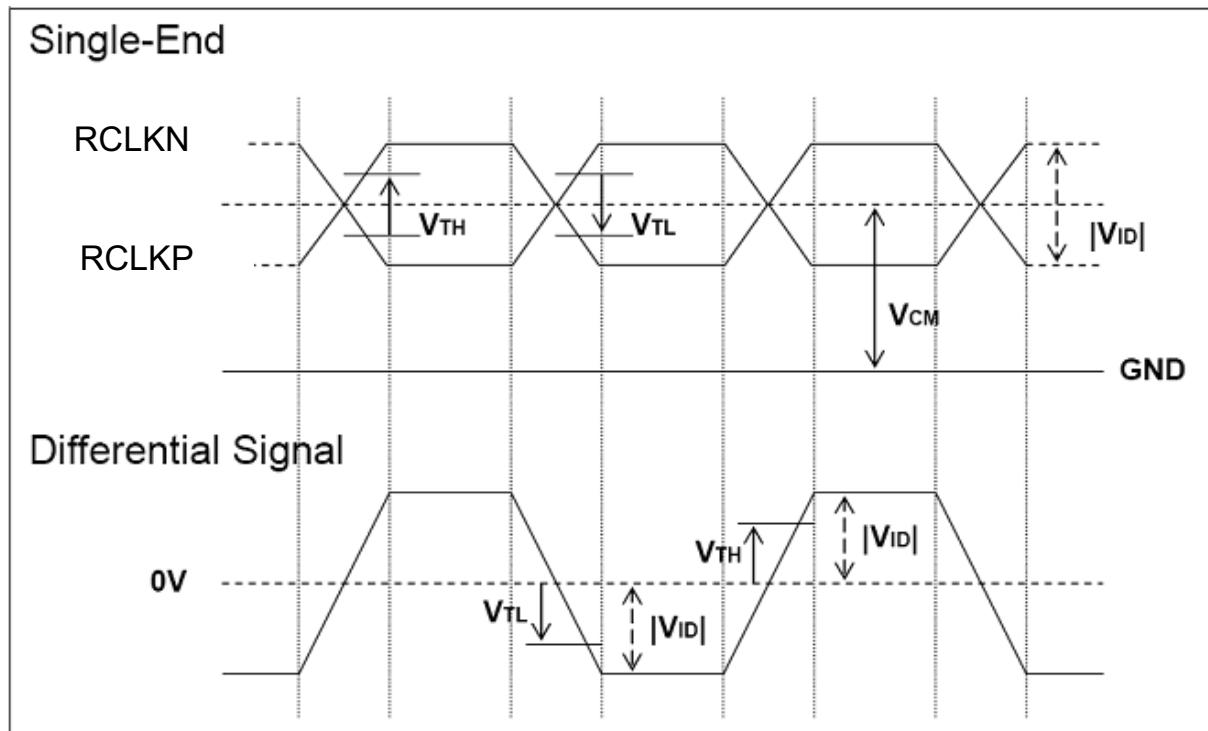 Single-End
RCLKN
VTH
VTL
|VID|
RCLKP
VCM
GND
Differential Signal
VTH
|VID|
0V
VTL
|VID|